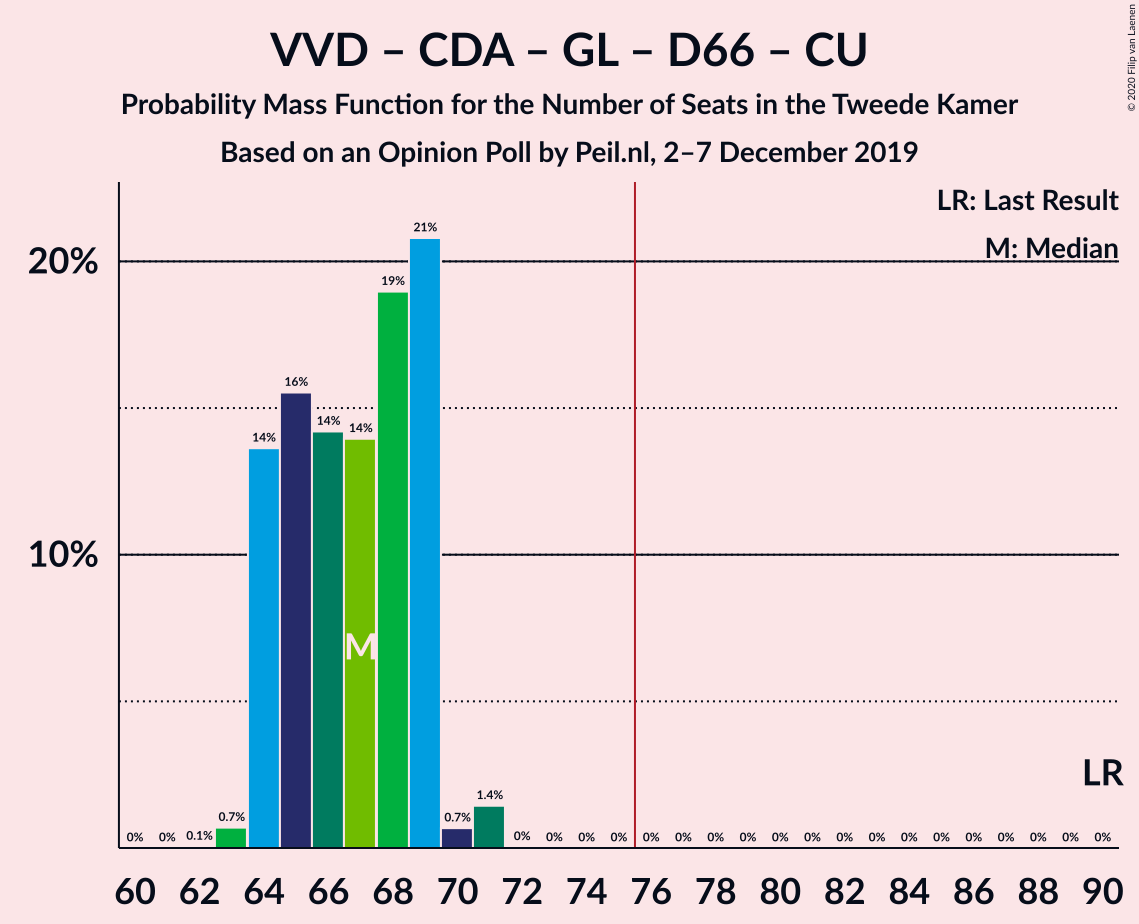 VVD – CDA – GL – D66 – CU
Probability Mass Function for the Number of Seats in the Tweede Kamer
Based on an Opinion Poll by Peil.nl, 2–7 December 2019
© 2020 Filip van Laenen
LR: Last Result
M: Median
20%
10%
0% 0% 0.1% 0.7% 14% 16% 14% 14% 19% 21% 0.7% 1.4% 0% 0% 0% 0% 0% 0% 0% 0% 0% 0% 0% 0% 0% 0% 0% 0% 0% 0% 0%
M
LR
60 62 64 66 68 70 72 74 76 78 80 82 84 86 88 90